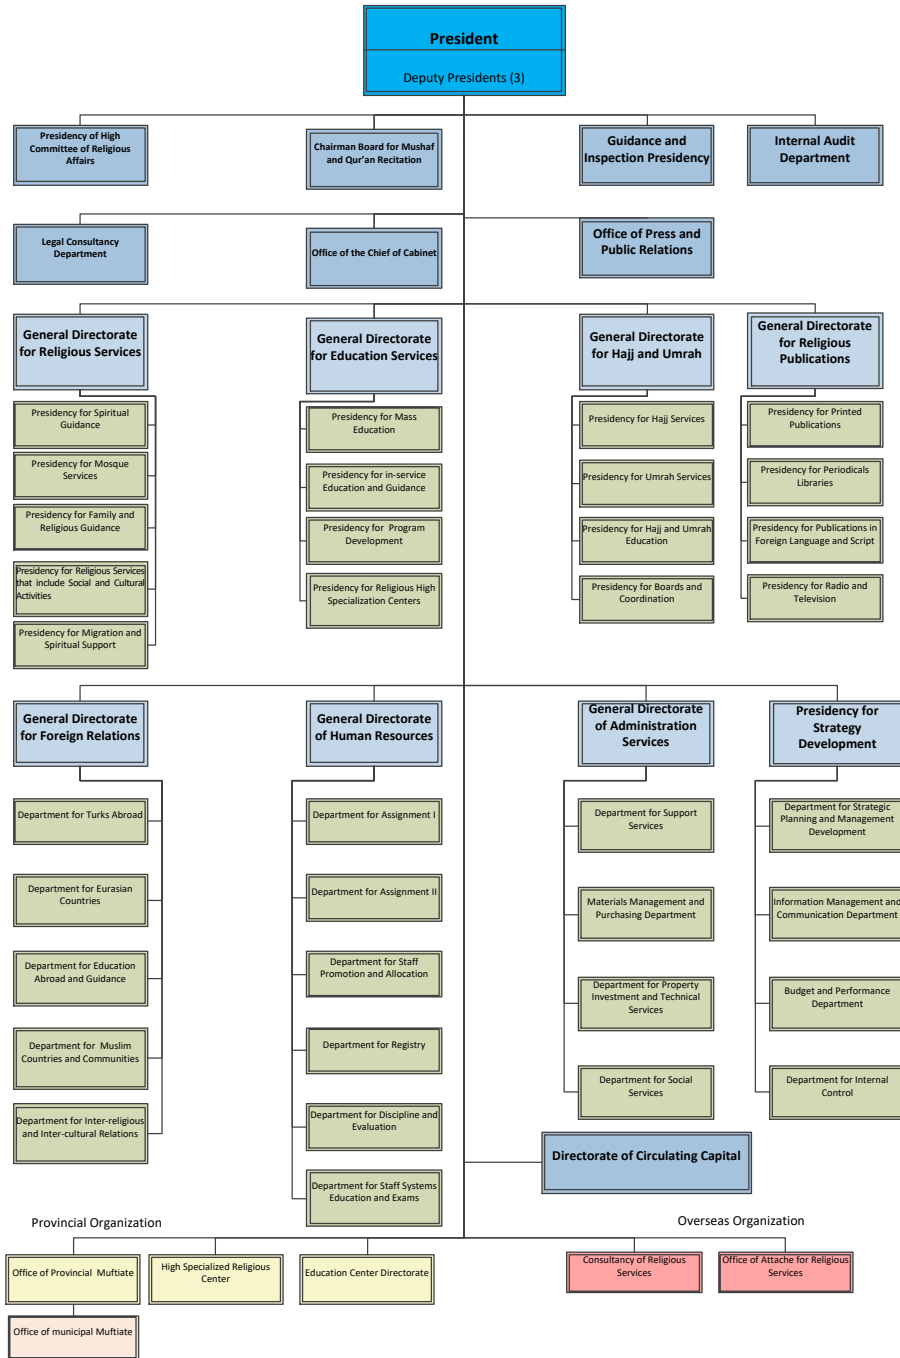 President
Deputy Presidents (3)
Presidency of High
Committee of Religious
Affairs
Chairman Board for Mushaf
and Qur'an Recitation
Guidance and
Inspection Presidency
Internal Audit
Department
Legal Consultancy
Department
Office of the Chief of Cabinet
Office of Press and
Public Relations
General Directorate
for Religious Services
General Directorate
for Education Services
General Directorate
for Hajj and Umrah
General Directorate
for Religious
Publications
Presidency for Spiritual
Guidance
Presidency for Mosque
Services
Presidency for Family and
Religious Guidance
Presidency for Religious Services
that include Social and Cultural
Activities
Presidency for Migration and
Spiritual Support
Presidency for Mass
Education
Presidency for in-service
Education and Guidance
Presidency for Program
Development
Presidency for Religious High
Specialization Centers
Presidency for Hajj Services
Presidency for Umrah Services
Presidency for Hajj and Umrah
Education
Presidency for Boards and
Coordination
Presidency for Printed
Publications
Presidency for Periodicals
Libraries
Presidency for Publications in
Foreign Language and Script
Presidency for Radio and
Television
General Directorate
for Foreign Relations
General Directorate
of Human Resources
General Directorate
of Administration
Services
Presidency for
Strategy
Development
Department for Turks Abroad
Department for Eurasian
Countries
Department for Education
Abroad and Guidance
Department for Muslim
Countries and Communities
Department for Inter-religious
and Inter-cultural Relations
Department for Assignment I
Department for Assignment II
Department for Staff
Promotion and Allocation
Department for Registry
Department for Discipline and
Evaluation
Department for Staff Systems
Education and Exams
Department for Support
Services
Materials Management and
Purchasing Department
Department for Property
Investment and Technical
Services
Department for Social
Services
Department for Strategic
Planning and Management
Development
Information Management and
Communication Department
Budget and Performance
Department
Department for Internal
Control
Directorate of Circulating Capital
Provincial Organization
Overseas Organization
Office of Provincial Muftiate
High Specialized Religious
Center
Education Center Directorate
Consultancy of Religious
Services
Office of Attache for Religious
Services
Office of municipal Muftiate